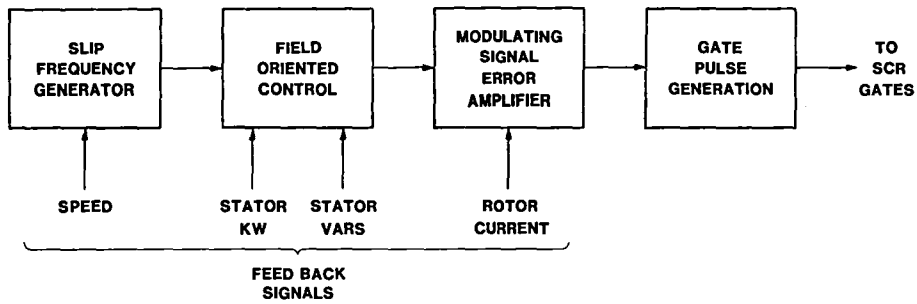 SLIP
FREQUENCY
GENERATOR
FIELD
ORIENTED
CONTROL
MODULATING
SIGNAL
ERROR
AMPLIFIER
GATE
PULSE
GENERATION
TO
SCR
GATES
SPEED
STATOR
KW
STATOR
VARS
ROTOR
CURRENT
FEED BACK
SIGNALS